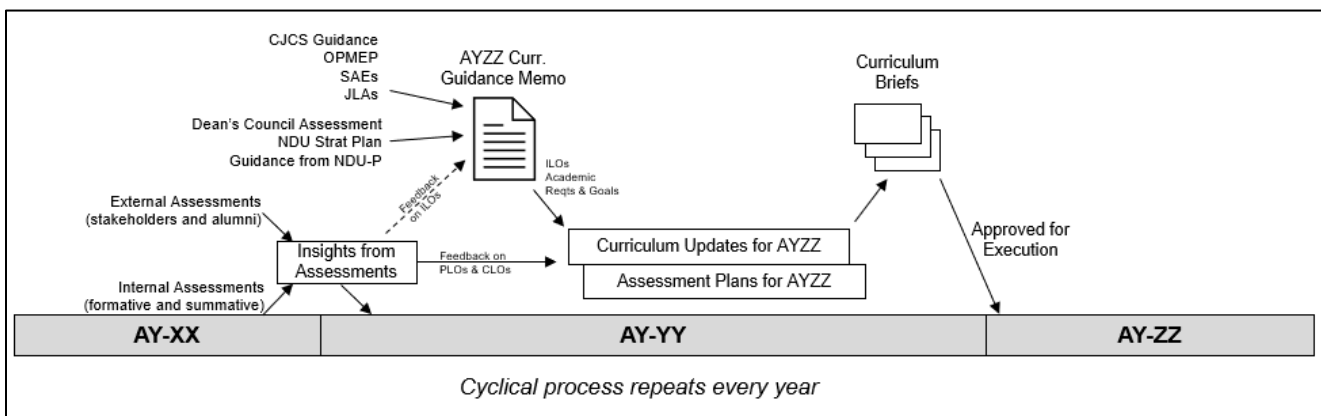 CJCS Guidance
OPMEP
SAEs
JLAs
AYZZ Curr.
Guidance Memo
Curriculum
Briefs
Dean's Council Assessment
NDU Strat Plan
Guidance from NDU-P
ILOs
Academic
Reqts & Goals
Feedback
on ILOs
External Assessments
(stakeholders and alumni)
Insights from
Assessments
Feedback on
PLOs & CLOs
Curriculum Updates for AYZZ
Assessment Plans for AYZZ
Approved for
Execution
Internal Assessments
(formative and summative)
AY-XX
AY-YY
AY-ZZ
Cyclical process repeats every year